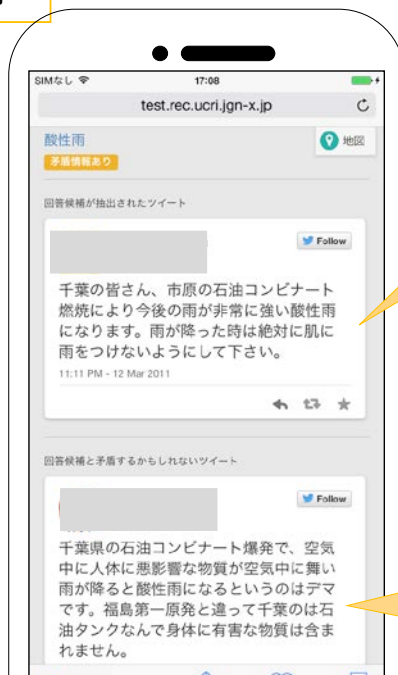 SIMなし
17:08
test.rec.ucri.jgn-x.jp
酸性雨
地図
矛盾情報あり
回答候補が抽出されたツイート
Follow
千葉の皆さん、市原の石油コンビナート
燃焼により今後の雨が非常に強い酸性雨
になります。雨が降った時は絶対に肌に
雨をつけないようにして下さい。
11:11 PM - 12 Mar 2011
回答候補と矛盾するかもしれないツイート
Follow
千葉県の石油コンビナート爆発で、空気
中に人体に悪影響な物質が空気中に舞い
雨が降ると酸性雨になるというのはデマ
です。福島第一原発と違って千葉のは石
油タンクなんで身体に有害な物質は含ま
れません。